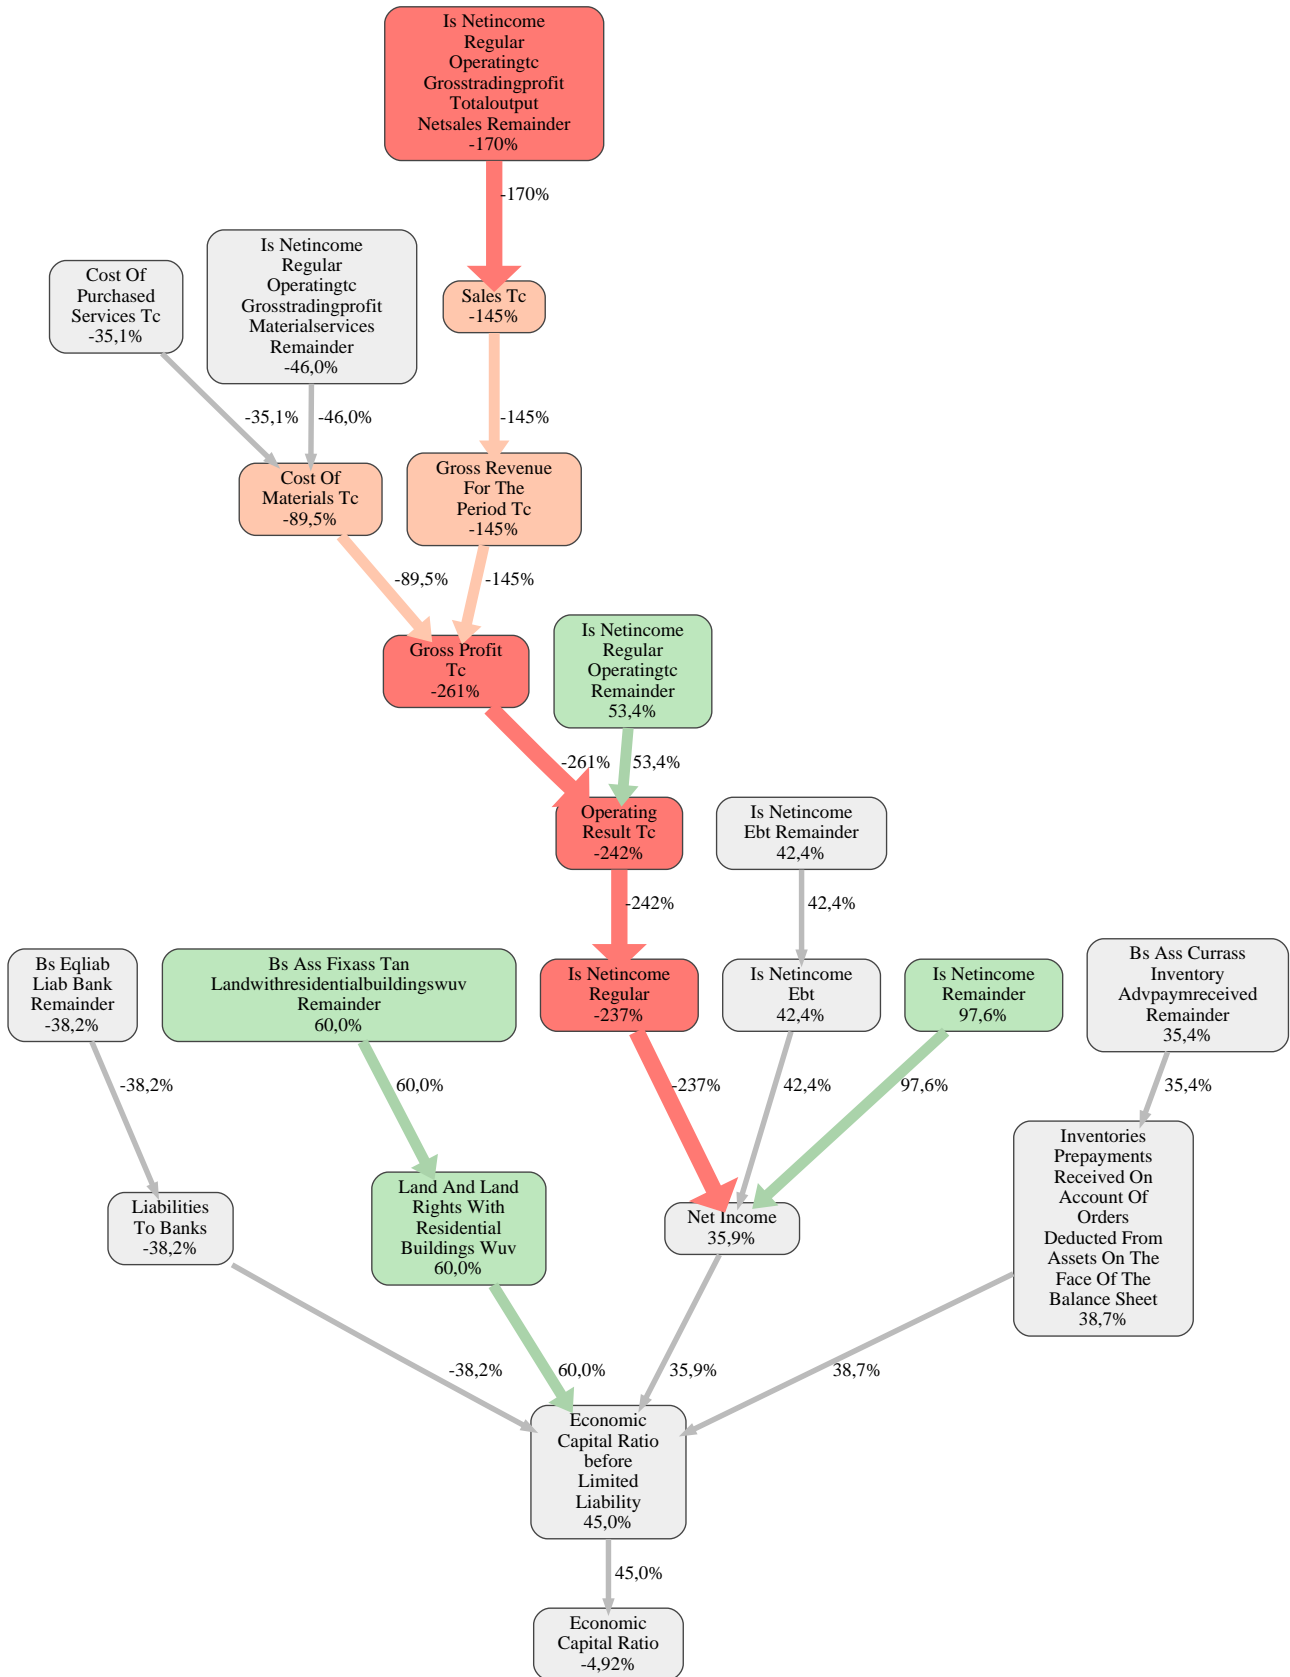 Is Netincome
Regular
Operatingtc
Grosstradingprofit
Totaloutput
Netsales Remainder
-170%
-170%
Cost Of
Purchased
Services Tc
-35,1%
Is Netincome
Regular
Operatingtc
Grosstradingprofit
Materialservices
Remainder
-46,0%
Sales Tc
-145%
-35,1%
-46,0%
-145%
Cost Of
Materials Tc
-89,5%
Gross Revenue
For The
Period Tc
-145%
-89,5%
-145%
Gross Profit
Tc
-261%
Is Netincome
Regular
Operatingtc
Remainder
53,4%
-261%
53,4%
Operating
Result Tc
-242%
Is Netincome
Ebt Remainder
42,4%
-242%
42,4%
Bs Eqliab
Liab Bank
Remainder
-38,2%
Bs Ass Fixass Tan
Landwithresidentialbuildingswuv
Remainder
60,0%
Is Netincome
Regular
-237%
Is Netincome
Ebt
42,4%
Is Netincome
Remainder
97,6%
Bs Ass Currass
Inventory
Advpaymreceived
Remainder
35,4%
-38,2%
60,0%
-237%
42,4%
97,6%
35,4%
Liabilities
To Banks
-38,2%
Land And Land
Rights With
Residential
Buildings Wuv
60,0%
Net Income
35,9%
Inventories
Prepayments
Received On
Account Of
Orders
Deducted From
Assets On The
Face Of The
Balance Sheet
38,7%
-38,2%
60,0%
35,9%
38,7%
Economic
Capital Ratio
before
Limited
Liability
45,0%
45,0%
Economic
Capital Ratio
-4,92%